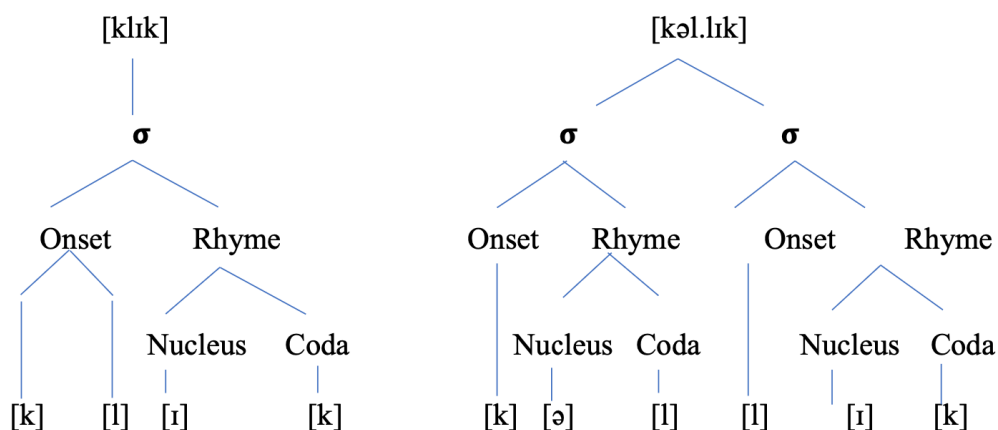 [klɪk] [kəl.lɪk]
σ σ σ
Onset Rhyme Onset Rhyme Onset Rhyme
Nucleus Coda Nucleus Coda Nucleus Coda
[k] [l] [ɪ] [k] [k] [ə] [l] [l] [ɪ] [k]